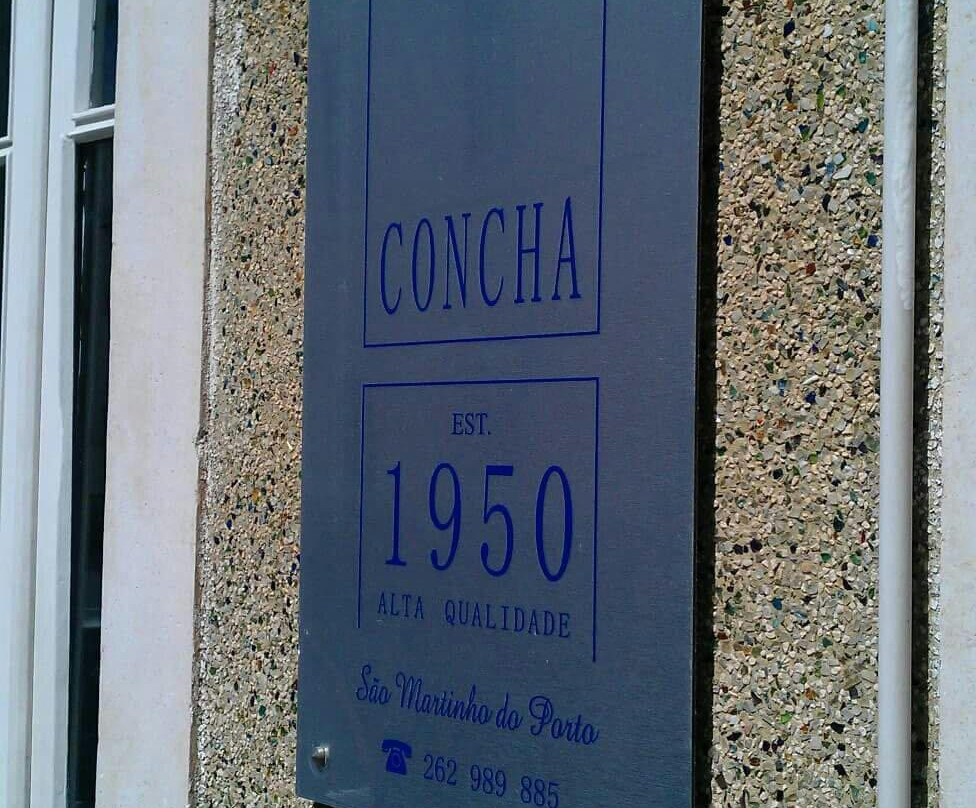 CONCHA
EST.
1950
ALTA QUALIDADE
São Martinho do Porto
☎ 262 989 885